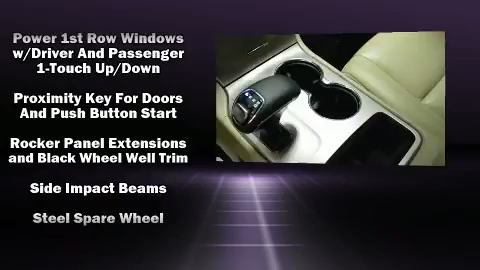 Power 1st Row Windows
w/Driver And Passenger
1-Touch Up/Down
Proximity Key For Doors
And Push Button Start
Rocker Panel Extensions
and Black Wheel Well Trim
Side Impact Beams
Steel Spare Wheel